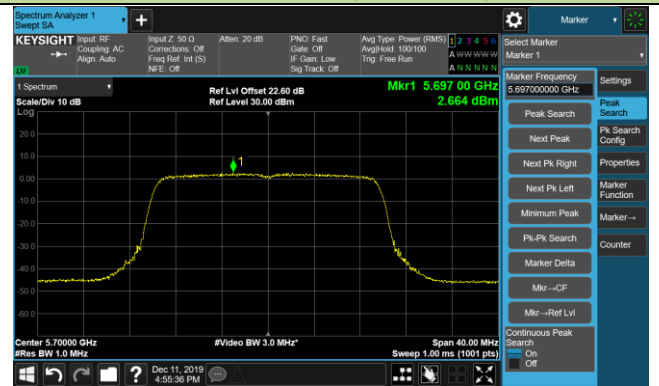 Spectrum Analyzer 1
Swept SA
+
Marker
KEYSIGHT
LXI
Input: RF
Coupling: AC
Align: Auto
Input Z: 50 Ω
Corrections: Off
Freq Ref: Int (S)
NFE: Off
Atten: 20 dB
PNO: Fast
Gate: Off
IF Gain: Low
Sig Track: Off
Avg Type: Power (RMS)
Avg|Hold: 100/100
Trig: Free Run
1 2 3 4 5 6
A W W W W W
A N N N N N
Select Marker
Marker 1
1 Spectrum
Scale/Div 10 dB
Log
Ref Lvl Offset 22.60 dB
Ref Level 30.00 dBm
Mkr1 5.697 00 GHz
2.664 dBm
20.0
10.0
0.00
-10.0
-20.0
-30.0
-40.0
-50.0
-60.0
1
Center 5.70000 GHz
#Res BW 1.0 MHz
#Video BW 3.0 MHz*
Span 40.00 MHz
Sweep 1.00 ms (1001 pts)
Marker Frequency
5.697000000 GHz
Peak Search
Next Peak
Next Pk Right
Next Pk Left
Minimum Peak
Pk-Pk Search
Marker Delta
Mkr→CF
Mkr→Ref Lvl
Continuous Peak
Search
On
Off
Settings
Peak
Search
Pk Search
Config
Properties
Marker
Function
Marker→
Counter
?
Dec 11, 2019
4:55:36 PM